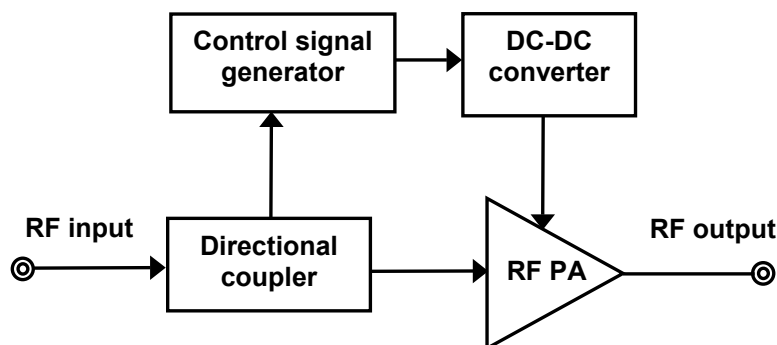 Control signal
generator
DC-DC
converter
RF input
Directional
coupler
RF PA
RF output